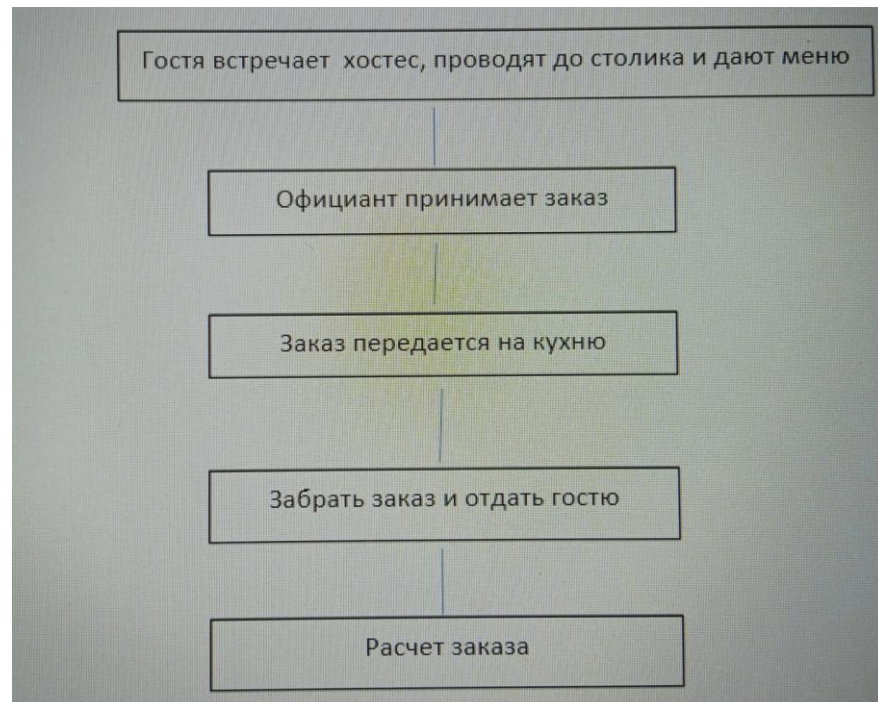 Гостя встречает хостес, проводят до столика и дают меню
Официант принимает заказ
Заказ передается на кухню
Забрать заказ и отдать гостю
Расчет заказа